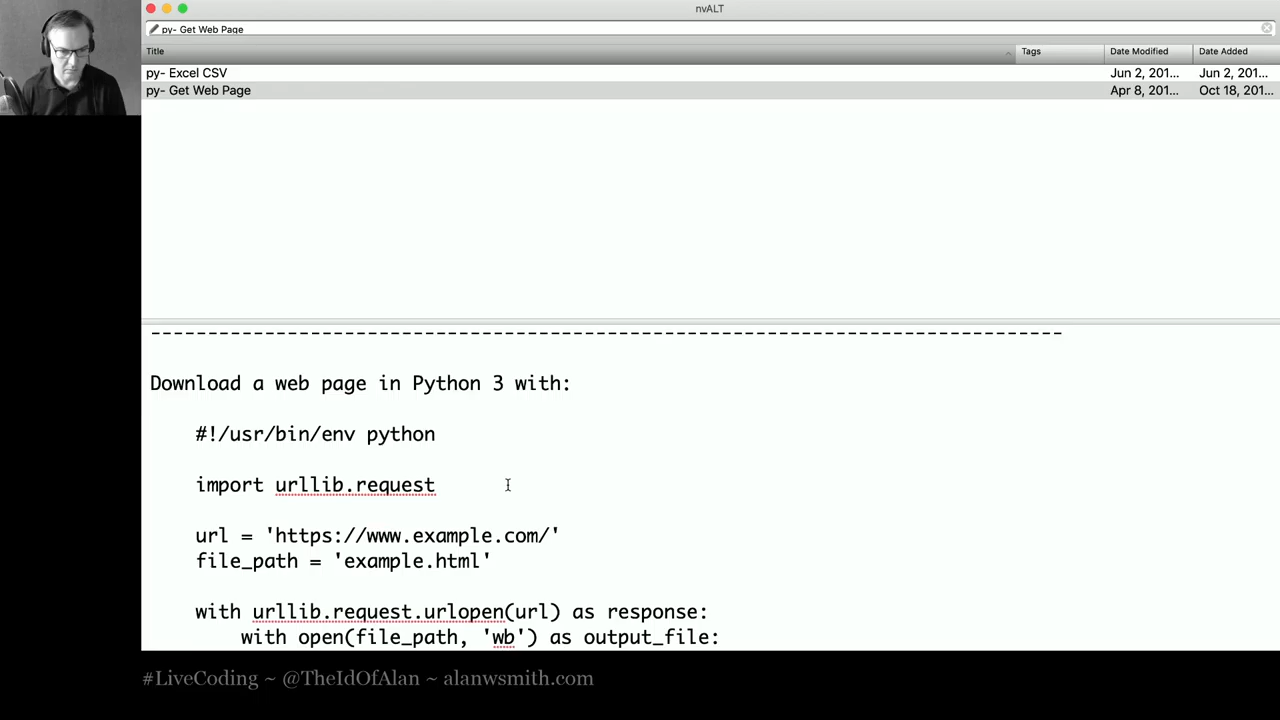 nvALT
py- Get Web Page
Title Tags Date Modified Date Added
py- Excel CSV Jun 2, 201... Jun 2, 201...
py- Get Web Page Apr 8, 201... Oct 18, 201...
--------------------------------------------------------------------------------
Download a web page in Python 3 with:
#!/usr/bin/env python
import urllib.request
url = 'https://www.example.com/'
file_path = 'example.html'
with urllib.request.urlopen(url) as response:
with open(file_path, 'wb') as output_file:
#LiveCoding ~ @TheIdOfAlan ~ alanwsmith.com